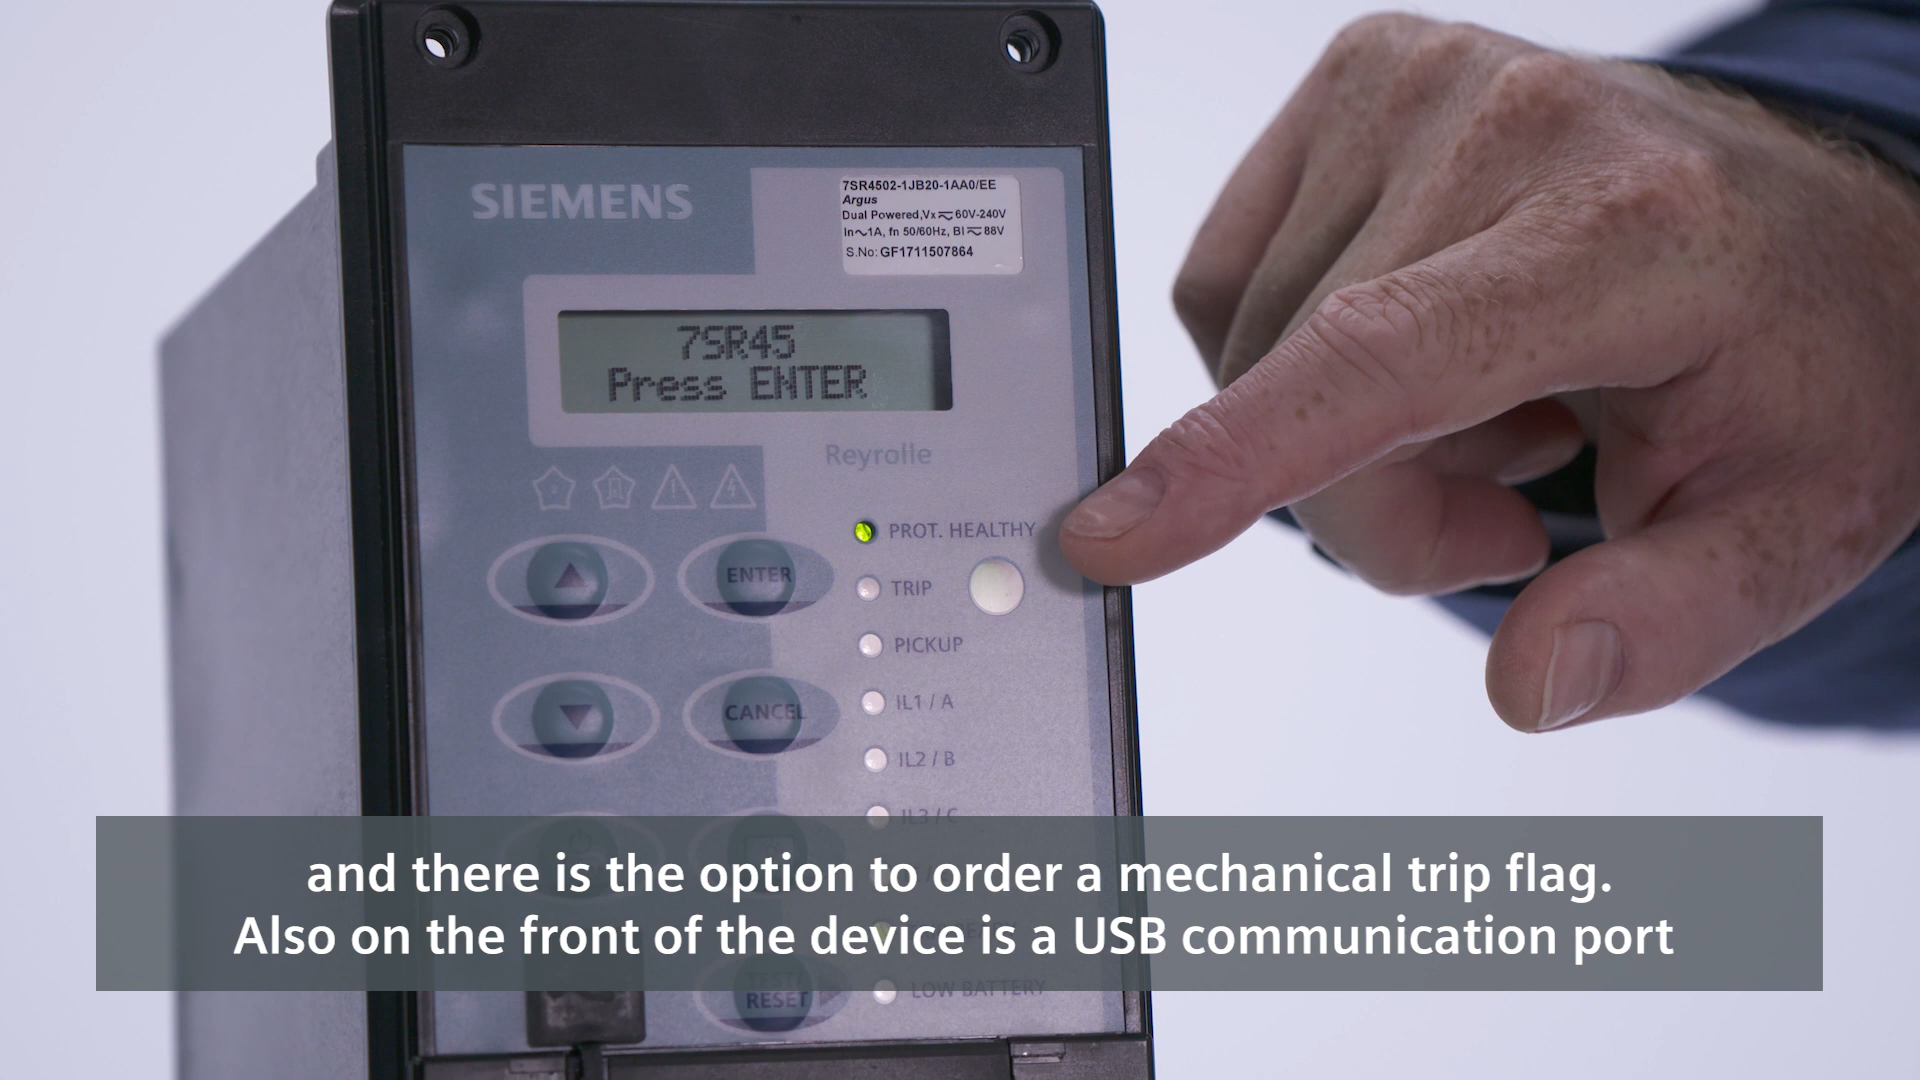 SIEMENS
7SR4502-1JB20-1AA0/EE
Argus
Dual Powered,Vx⎓60V-240V
In~1A, fn 50/60Hz, BI⎓88V
S.No: GF1711507864
7SR45
Press ENTER
Reyrolle
PROT. HEALTHY
ENTER
TRIP
PICKUP
IL1 / A
CANCEL
IL2 / B
IL3 / C
and there is the option to order a mechanical trip flag.
Also on the front of the device is a USB communication port
TEST/
RESET
LOW BATTERY